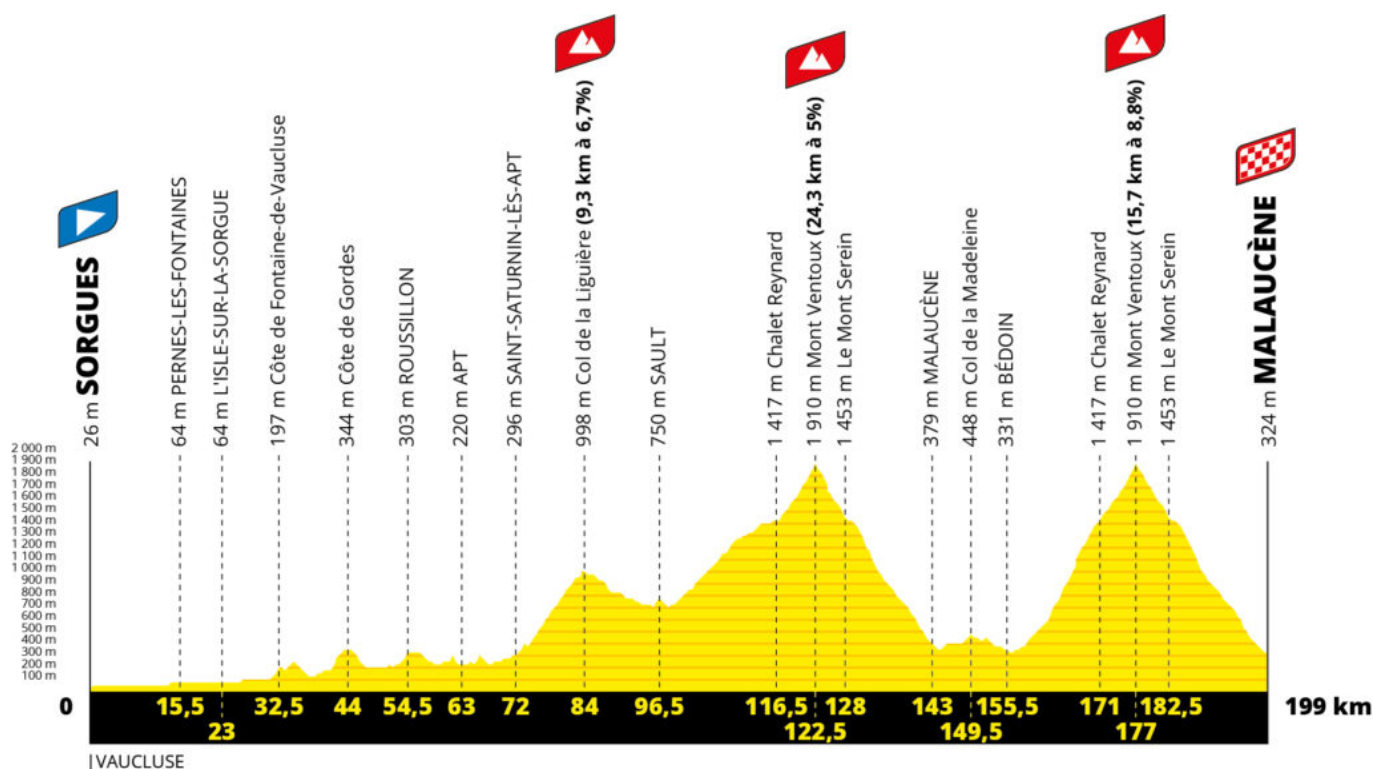 26 m SORGUES
64 m PERNES-LES-FONTAINES
64 m L'ISLE-SUR-LA-SORGUE
197 m Côte de Fontaine-de-Vaucluse
344 m Côte de Gordes
303 m ROUSSILLON
220 m APT
296 m SAINT-SATURNIN-LÈS-APT
998 m Col de la Liguière (9,3 km à 6,7%)
750 m SAULT
1 417 m Chalet Reynard
1 910 m Mont Ventoux (24,3 km à 5%)
1 453 m Le Mont Serein
379 m MALAUCÈNE
448 m Col de la Madeleine
331 m BÉDOIN
1 417 m Chalet Reynard
1 910 m Mont Ventoux (15,7 km à 8,8%)
1 453 m Le Mont Serein
324 m MALAUCÈNE
2 000 m
1 900 m
1 800 m
1 700 m
1 600 m
1 500 m
1 400 m
1 300 m
1 200 m
1 100 m
1 000 m
900 m
800 m
700 m
600 m
500 m
400 m
300 m
200 m
100 m
0 15,5 32,5 44 54,5 63 72 84 96,5 116,5 128 143 155,5 171 182,5 199 km
23 122,5 149,5 177
VAUCLUSE